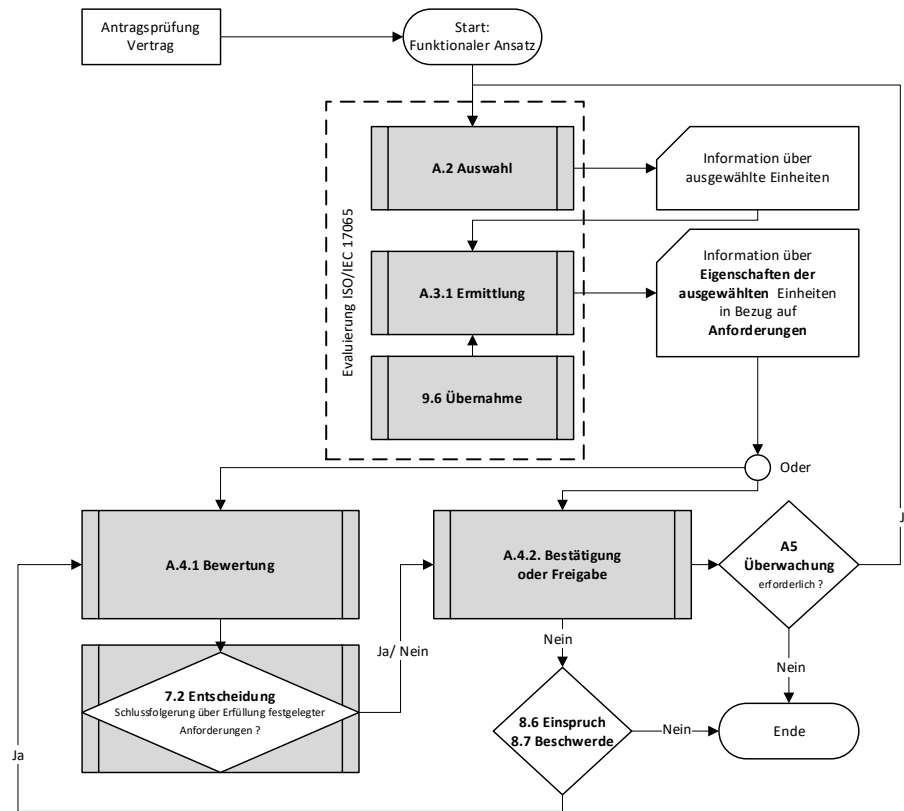 Antragsprüfung
Vertrag
Start:
Funktionaler Ansatz
Evaluierung ISO/IEC 17065
A.2 Auswahl
Information über
ausgewählte Einheiten
A.3.1 Ermittlung
Information über
Eigenschaften der
ausgewählten Einheiten
in Bezug auf
Anforderungen
9.6 Übernahme
Oder
A.4.1 Bewertung
A.4.2. Bestätigung
oder Freigabe
A5
Überwachung
erforderlich ?
J
Ja/ Nein
Nein
Nein
7.2 Entscheidung
Schlussfolgerung über Erfüllung festgelegter
Anforderungen ?
8.6 Einspruch
8.7 Beschwerde
Nein
Ende
Ja